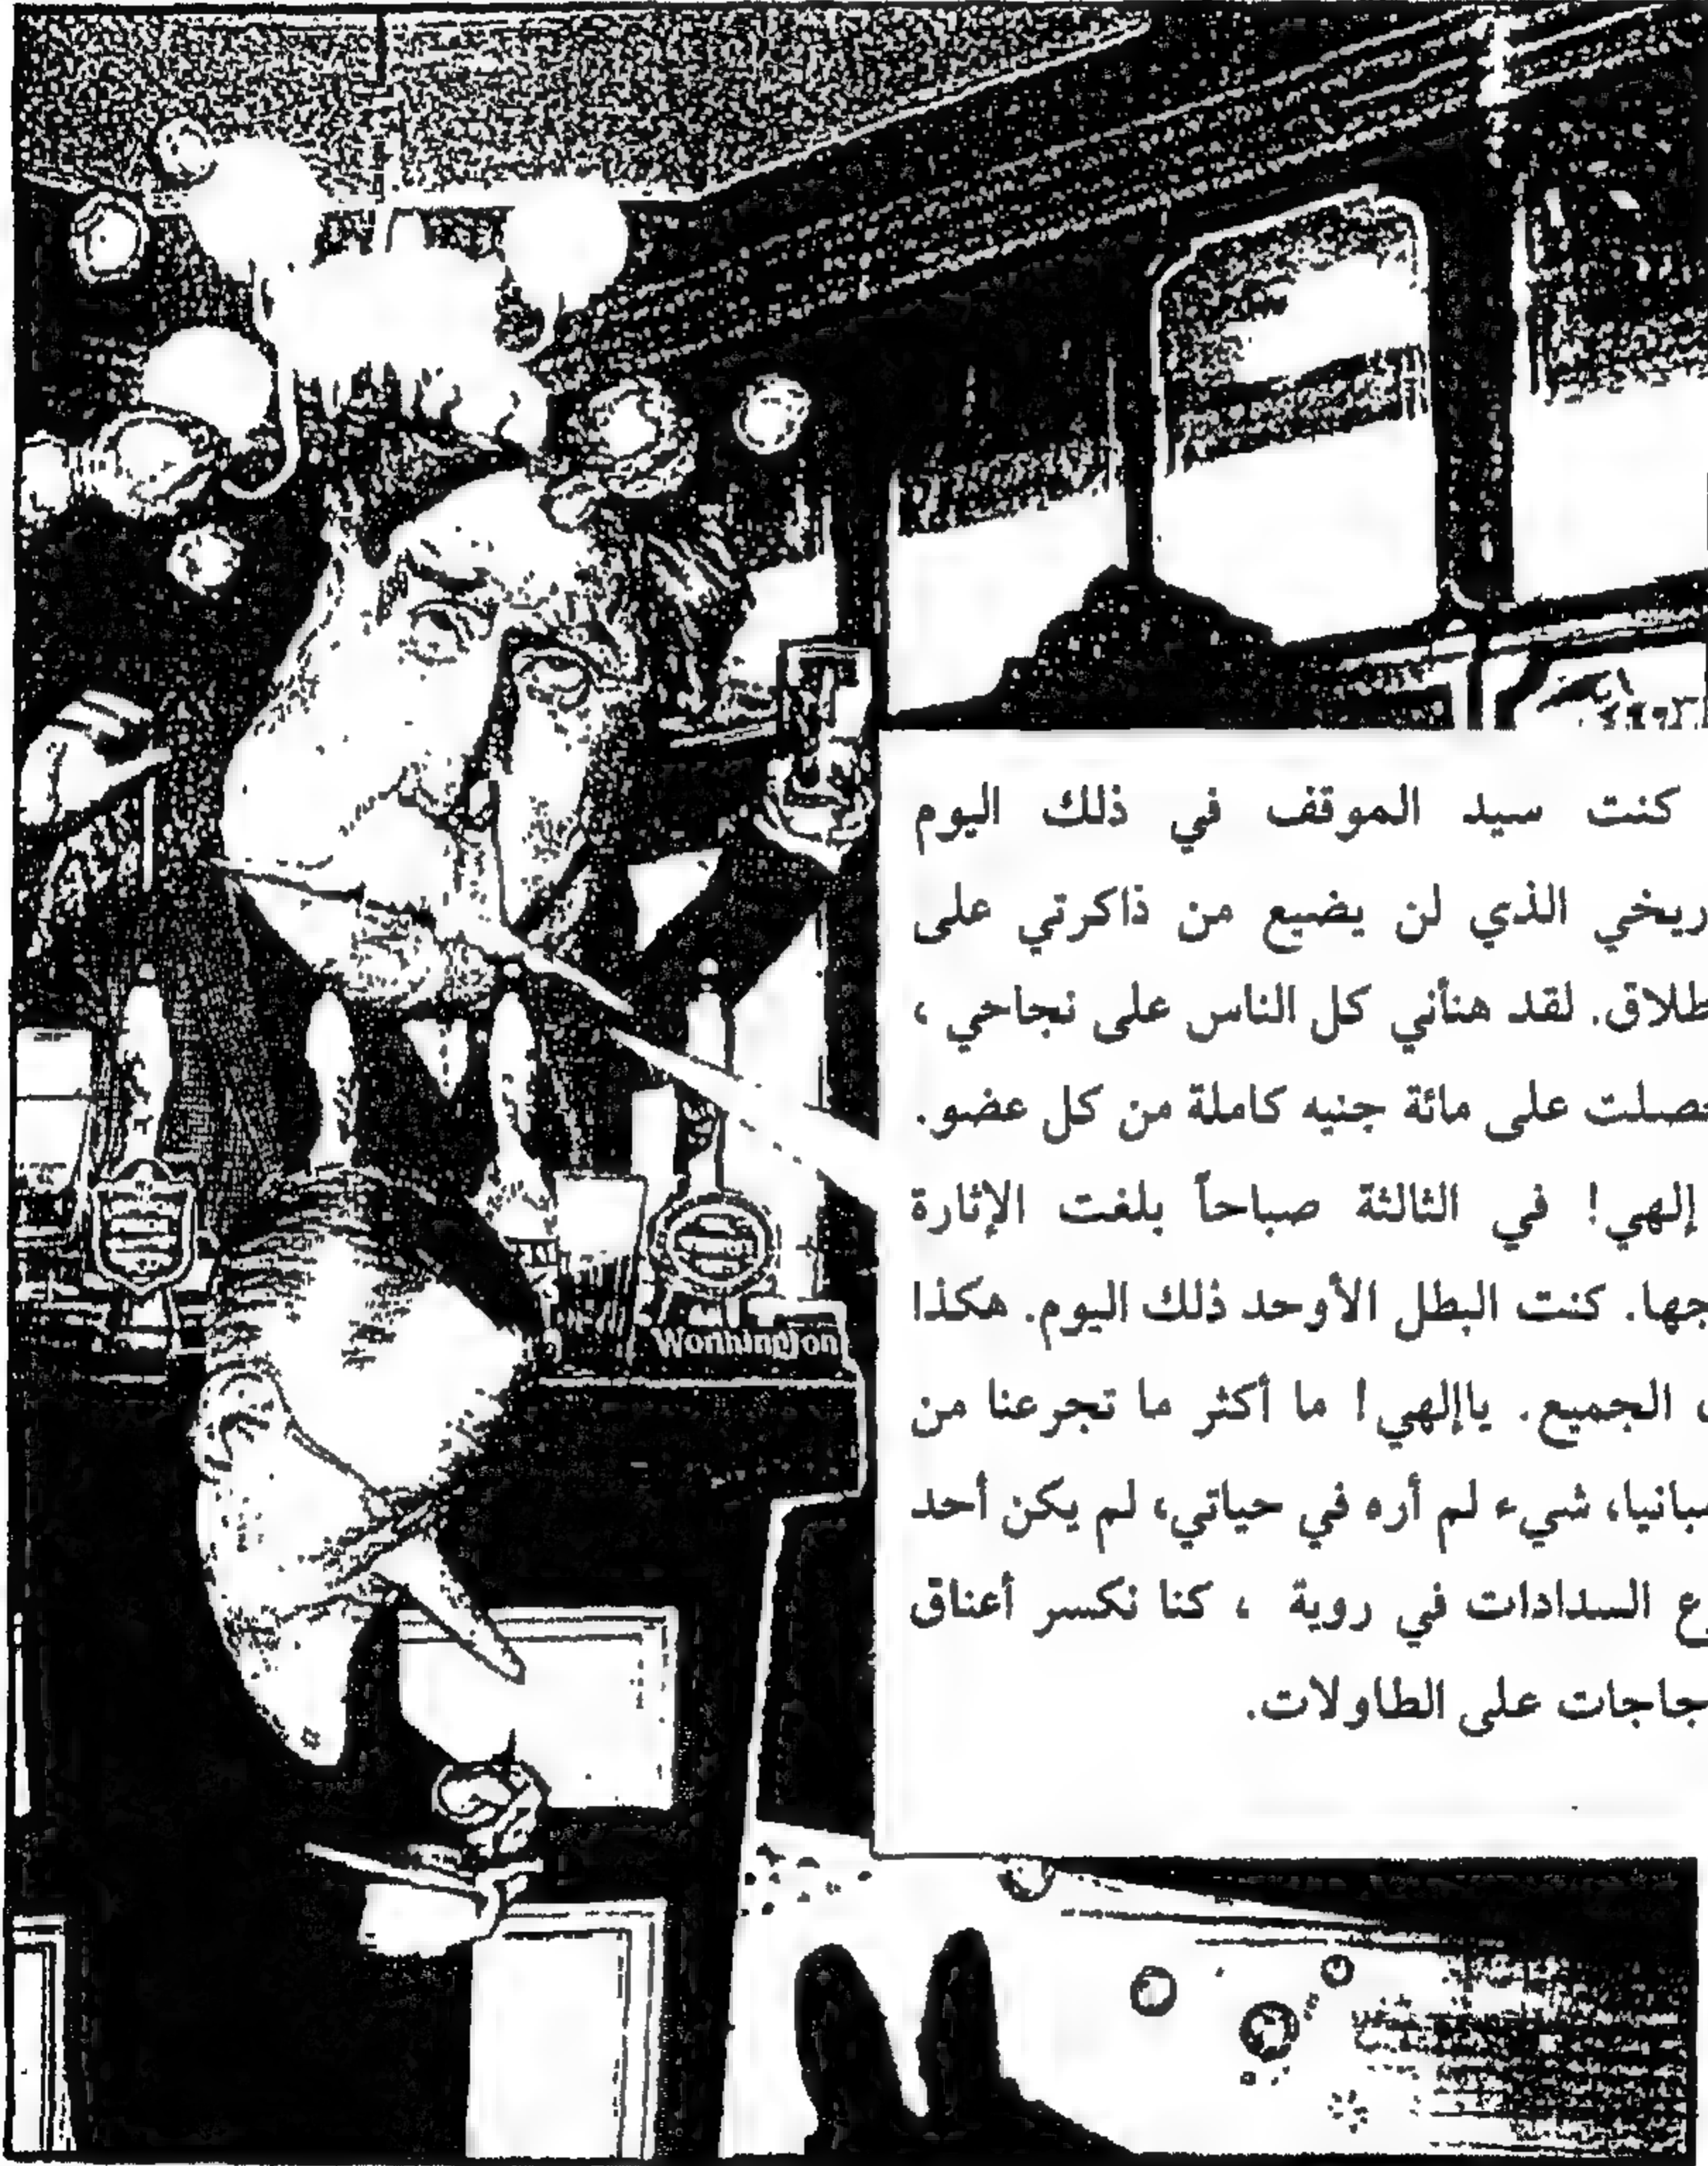 كنت سيد الموقف في ذلك اليوم
ريخي الذي لن يضيع من ذاكرتي على
طلاق. لقد هنأني كل الناس على نجاحي ،
حصلت على مائة جنيه كاملة من كل عضو.
إلهي! في الثالثة صباحاً بلغت الإثارة
جها. كنت البطل الأوحد ذلك اليوم. هكذا
الجميع. ياإلهي! ما أكثر ما تجرعنا من
مبانيا، شيء لم أره في حياتي، لم يكن أحد
ع السدادات في روية ، كنا نكسر أعناق
جاجات على الطاولات.
Worthington